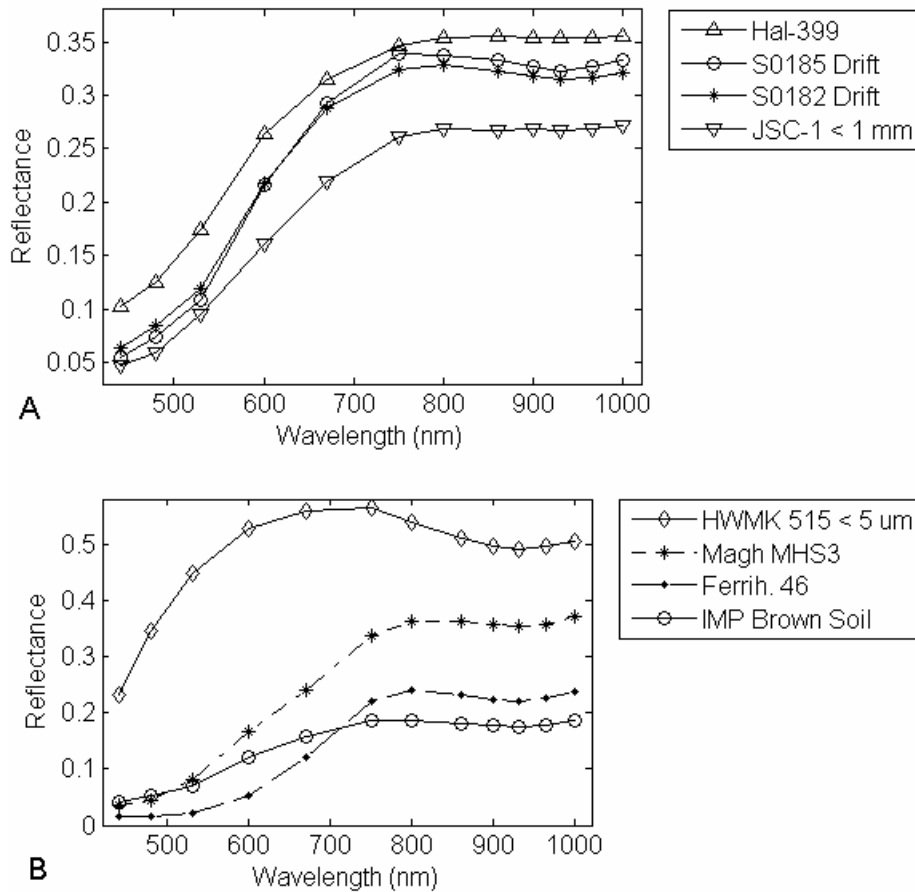 0.35
0.3
0.25
0.2
0.15
0.1
0.05
Reflectance
500 600 700 800 900 1000
Wavelength (nm)
A
Hal-399
S0185 Drift
S0182 Drift
JSC-1 < 1 mm
0.5
0.4
0.3
0.2
0.1
0
Reflectance
500 600 700 800 900 1000
Wavelength (nm)
B
HWMK 515 < 5 um
Magh MHS3
Ferrih. 46
IMP Brown Soil